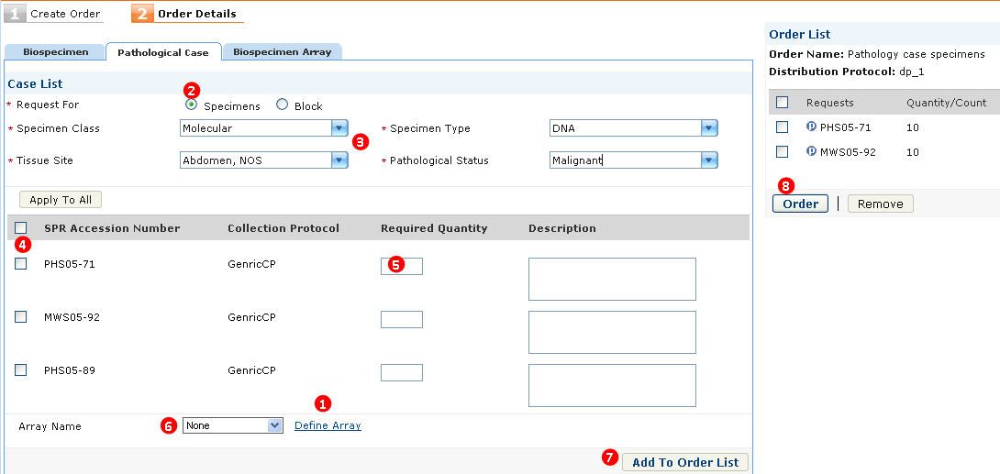 1 Create Order 2 Order Details
Biospecimen Pathological Case Biospecimen Array
Case List
2
* Request For Specimens Block
* Specimen Class Molecular * Specimen Type DNA
3
* Tissue Site Abdomen, NOS * Pathological Status Malignant
Apply To All
SPR Accession Number Collection Protocol Required Quantity Description
4
PHS05-71 GenricCP 5
MWS05-92 GenricCP
PHS05-89 GenricCP
1
Array Name 6 None Define Array
7 Add To Order List
Order List
Order Name: Pathology case specimens
Distribution Protocol: dp_1
Requests Quantity/Count
P PHS05-71 10
P MWS05-92 10
8
Order | Remove